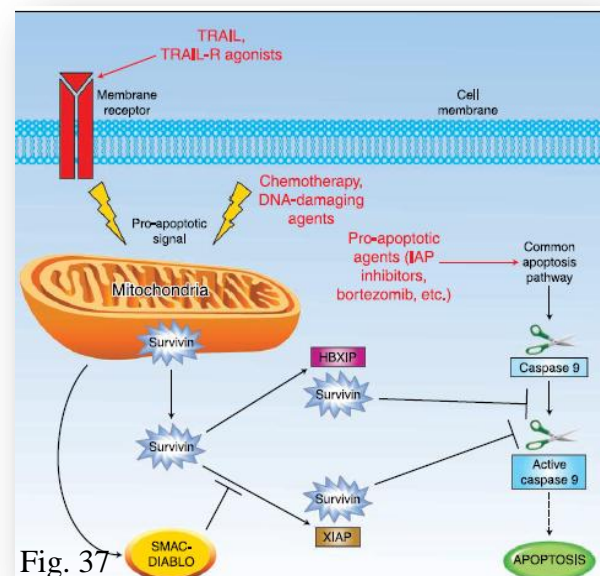 TRAIL,
TRAIL-R agonists
Membrane
receptor
Cell
membrane
Chemotherapy,
DNA-damaging
agents
Pro-apoptotic
signal
Pro-apoptotic
agents (IAP
inhibitors,
bortezomib, etc.)
Common
apoptosis
pathway
Mitochondria
Survivin
HBXIP
Survivin
Caspase 9
Survivin
Survivin
Active
caspase 9
SMAC-
DIABLO
XIAP
APOPTOSIS
Fig. 37